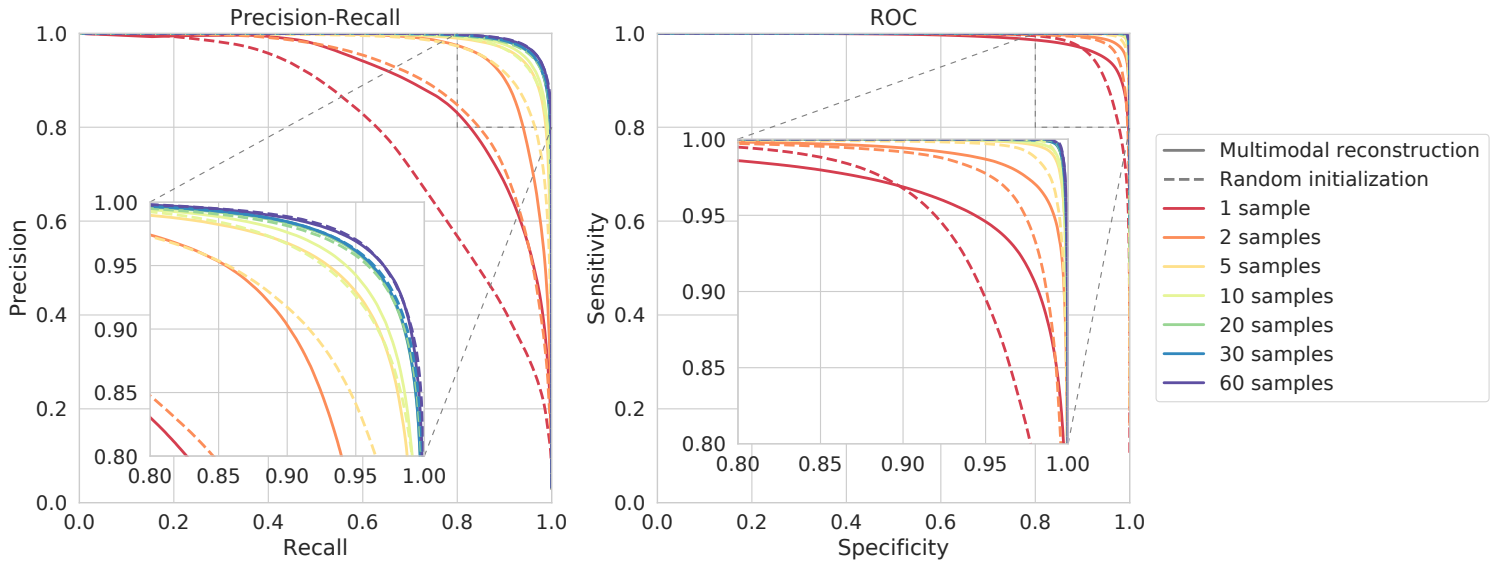 Precision-Recall
1.0
0.8
0.6
0.4
0.2
0.0
Precision
1.00
0.95
0.90
0.85
0.80
0.80 0.85 0.90 0.95 1.00
0.0 0.2 0.4 0.6 0.8 1.0
Recall
ROC
1.0
0.8
0.6
0.4
0.2
0.0
Sensitivity
1.00
0.95
0.90
0.85
0.80
0.80 0.85 0.90 0.95 1.00
0.0 0.2 0.4 0.6 0.8 1.0
Specificity
Multimodal reconstruction
Random initialization
1 sample
2 samples
5 samples
10 samples
20 samples
30 samples
60 samples